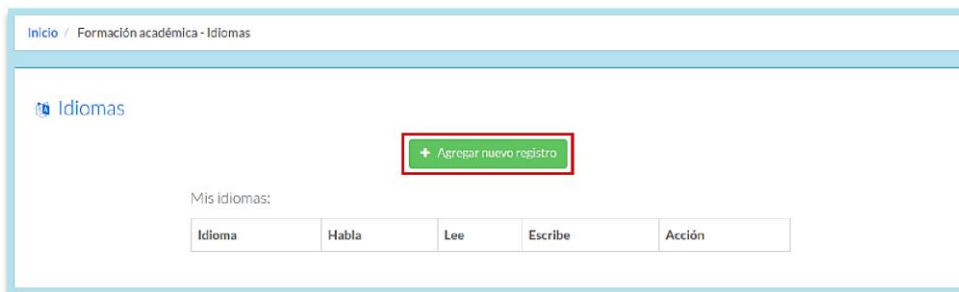 Inicio / Formación académica - Idiomas
Idiomas
+ Agregar nuevo registro
Mis idiomas:
Idioma Habla Lee Escribe Acción